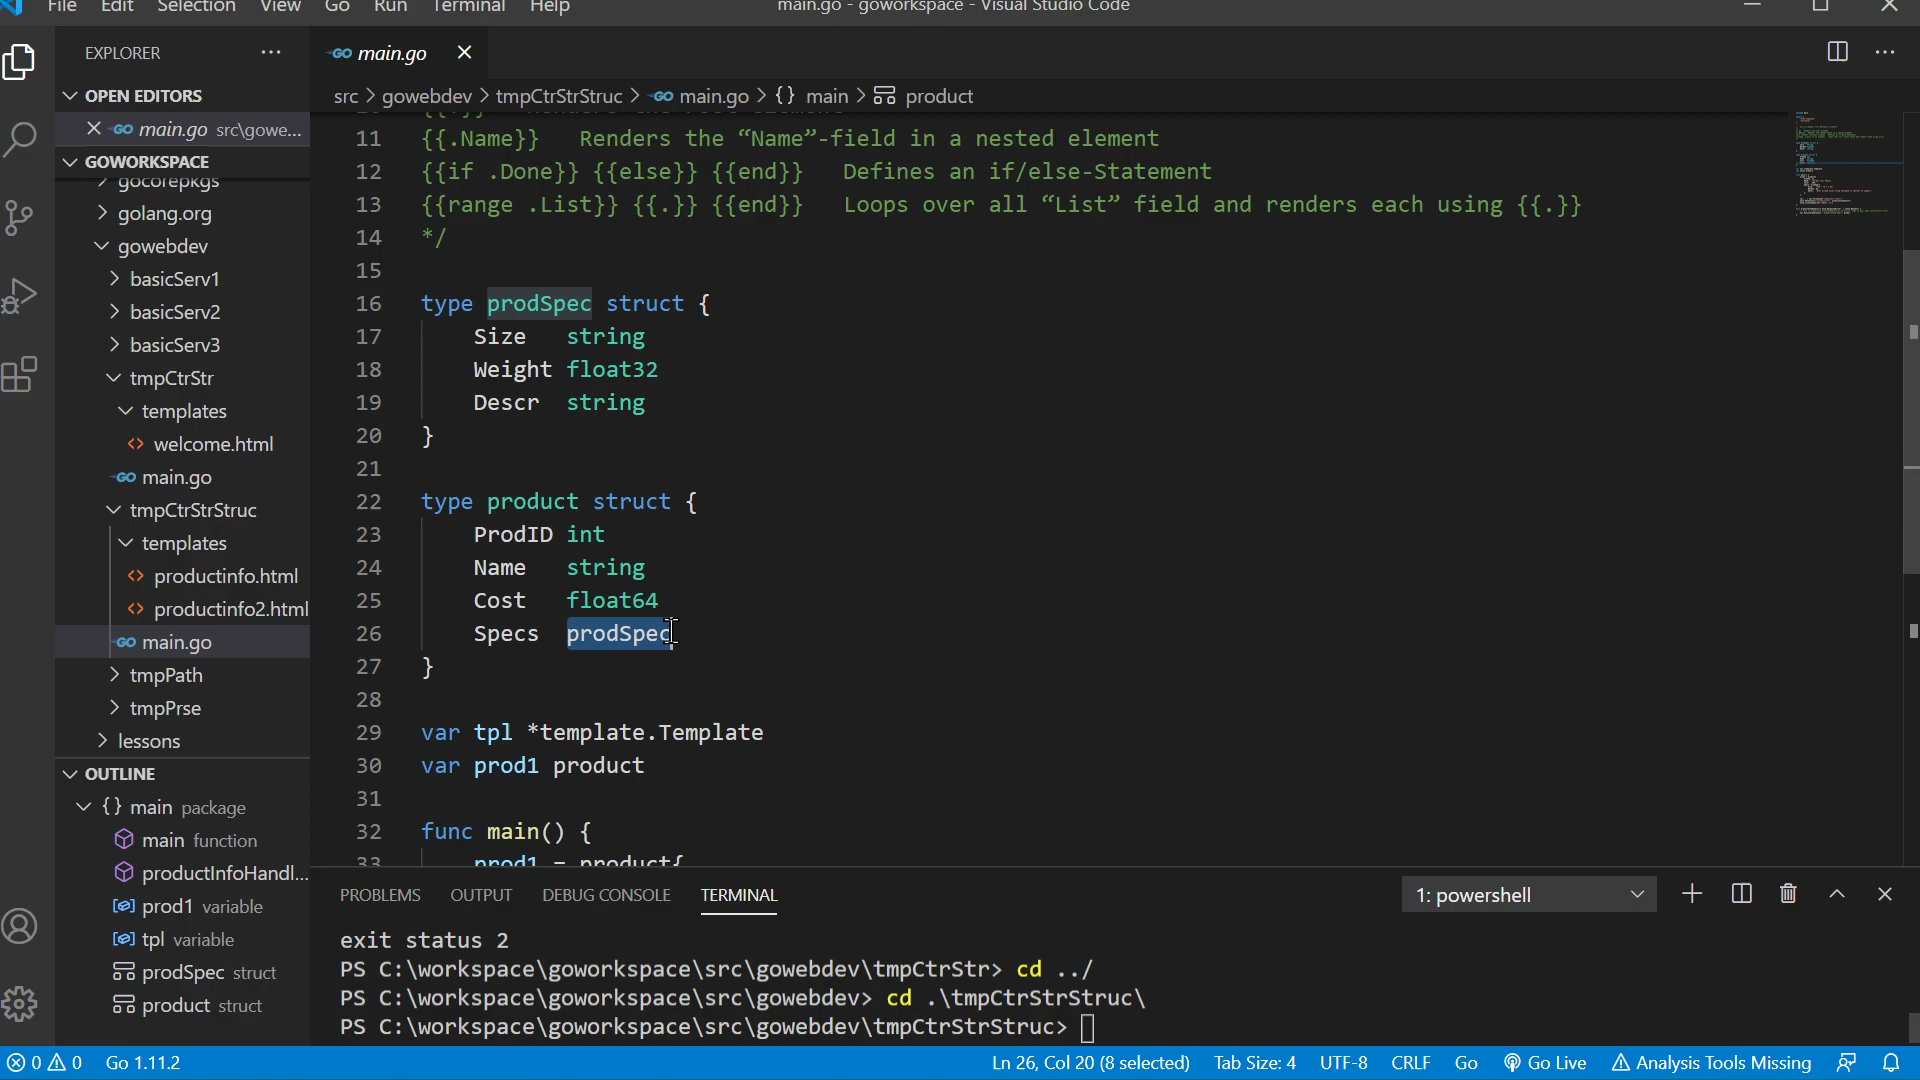 File Edit Selection View Go Run Terminal Help main.go - goworkspace - Visual Studio Code
EXPLORER ···
GO main.go
OPEN EDITORS
GO main.go src\gowe...
GOWORKSPACE
gocorepkgs
golang.org
gowebdev
basicServ1
basicServ2
basicServ3
tmpCtrStr
templates
<> welcome.html
GO main.go
tmpCtrStrStruc
templates
<> productinfo.html
<> productinfo2.html
GO main.go
tmpPath
tmpPrse
lessons
OUTLINE
{} main package
main function
productInfoHandl...
prod1 variable
tpl variable
prodSpec struct
product struct
src > gowebdev > tmpCtrStrStruc > GO main.go > {} main > product
11 {{.Name}} Renders the “Name”-field in a nested element
12 {{if .Done}} {{else}} {{end}} Defines an if/else-Statement
13 {{range .List}} {{.}} {{end}} Loops over all “List” field and renders each using {{.}}
14 */
15
16 type prodSpec struct {
17 Size string
18 Weight float32
19 Descr string
20 }
21
22 type product struct {
23 ProdID int
24 Name string
25 Cost float64
26 Specs prodSpec
27 }
28
29 var tpl *template.Template
30 var prod1 product
31
32 func main() {
33 prod1 = product{
PROBLEMS OUTPUT DEBUG CONSOLE TERMINAL 1: powershell
exit status 2
PS C:\workspace\goworkspace\src\gowebdev\tmpCtrStr> cd ../
PS C:\workspace\goworkspace\src\gowebdev> cd .\tmpCtrStrStruc\
PS C:\workspace\goworkspace\src\gowebdev\tmpCtrStrStruc>
0 0 Go 1.11.2 Ln 26, Col 20 (8 selected) Tab Size: 4 UTF-8 CRLF Go Go Live Analysis Tools Missing